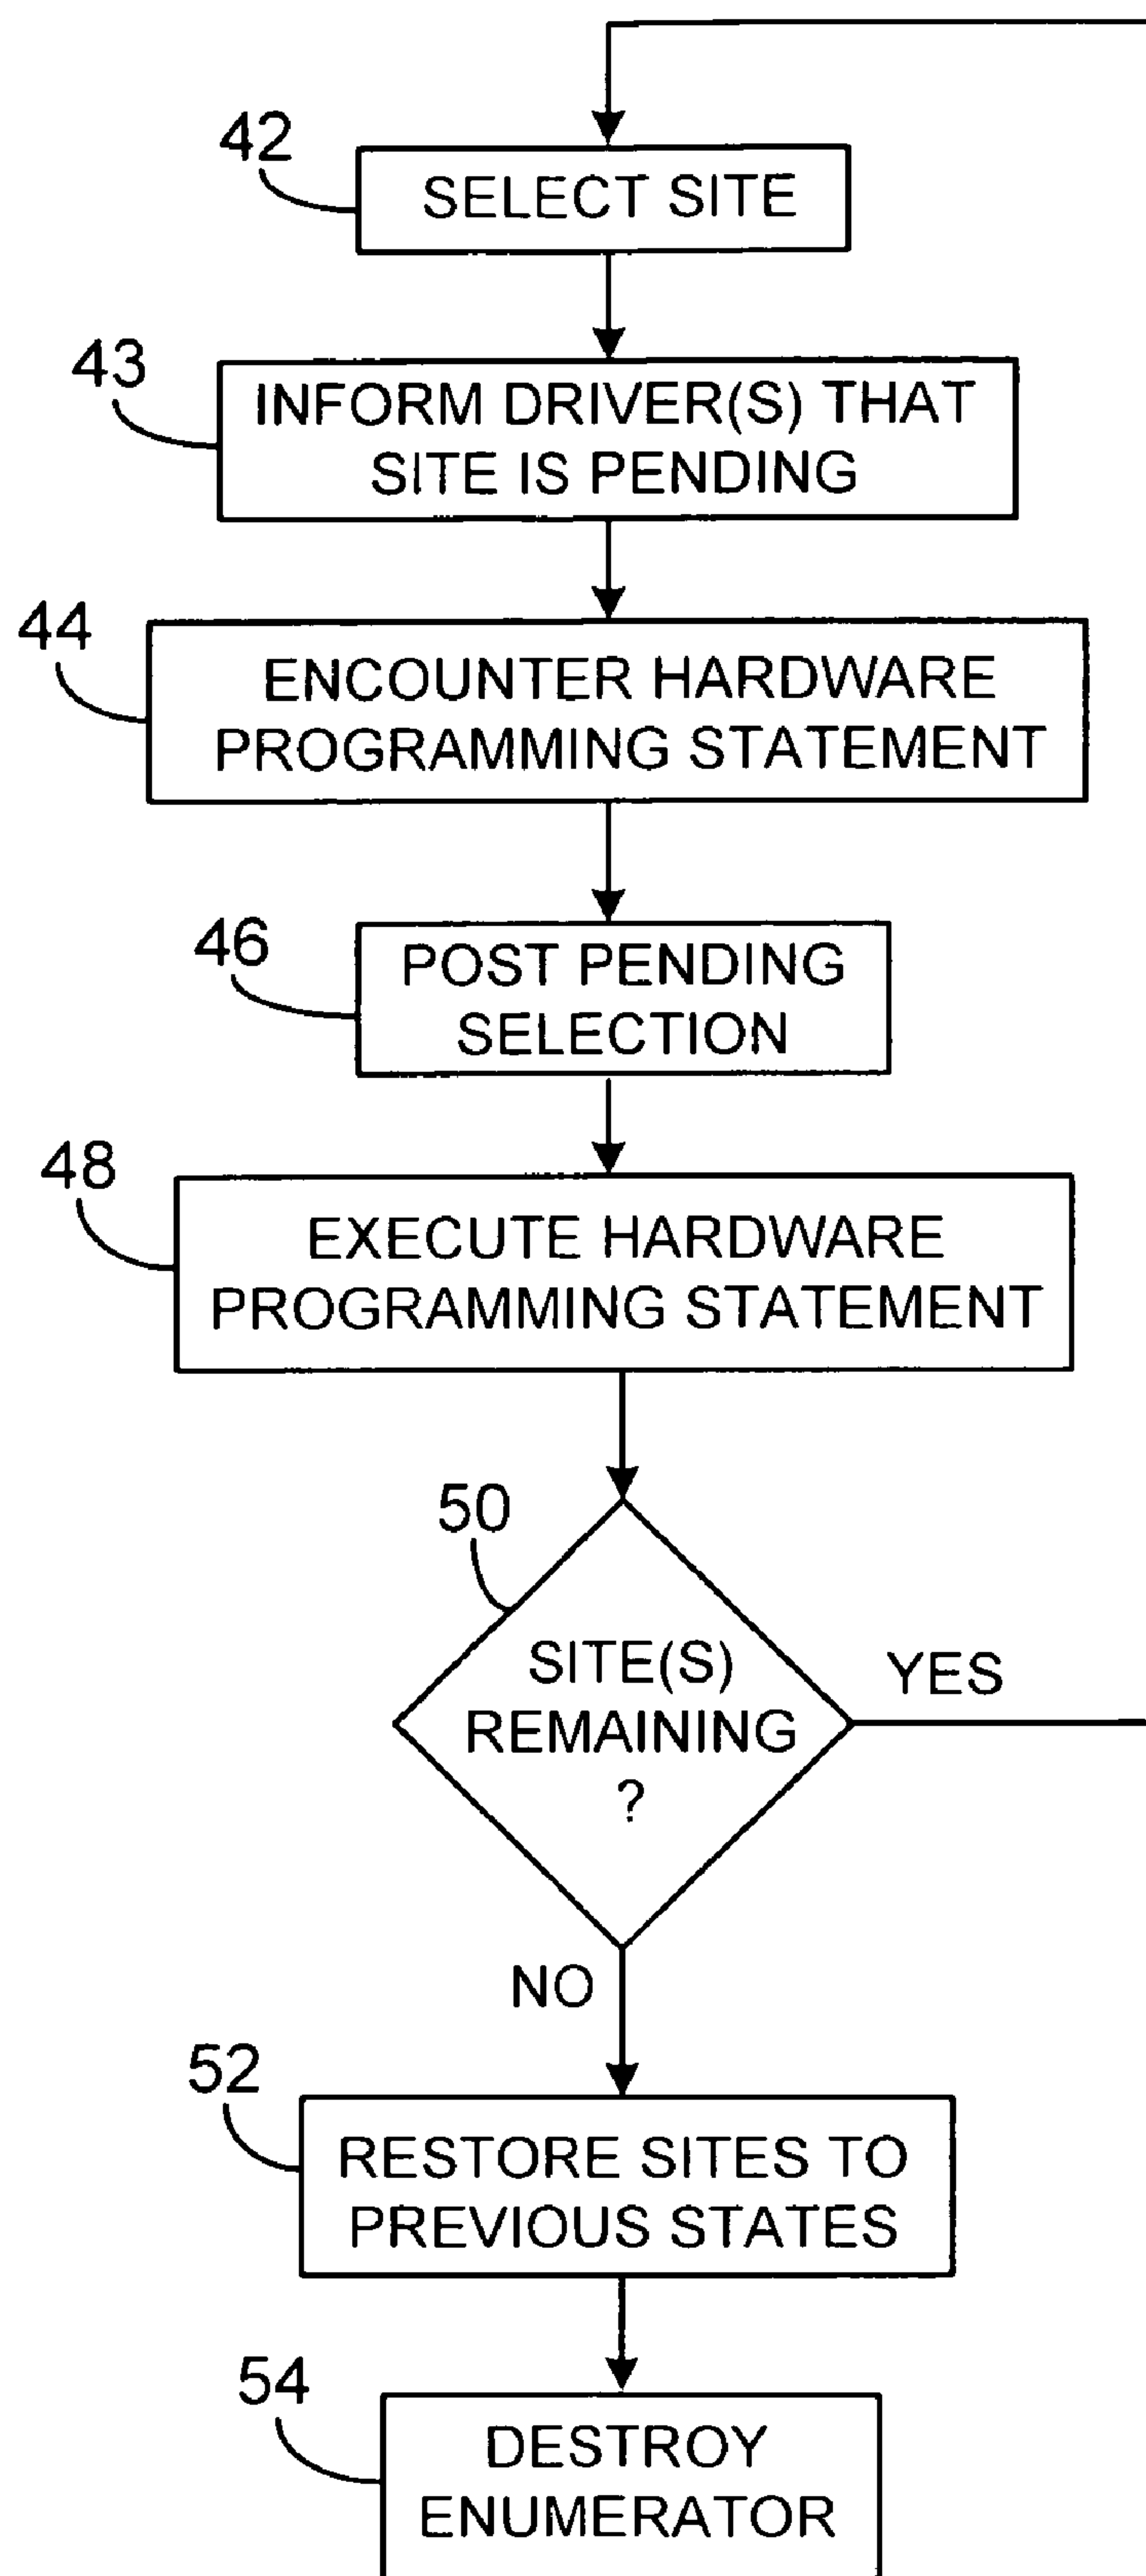 42
SELECT SITE
43
INFORM DRIVER(S) THAT
SITE IS PENDING
44
ENCOUNTER HARDWARE
PROGRAMMING STATEMENT
46
POST PENDING
SELECTION
48
EXECUTE HARDWARE
PROGRAMMING STATEMENT
50
SITE(S)
REMAINING
?
YES
NO
52
RESTORE SITES TO
PREVIOUS STATES
54
DESTROY
ENUMERATOR